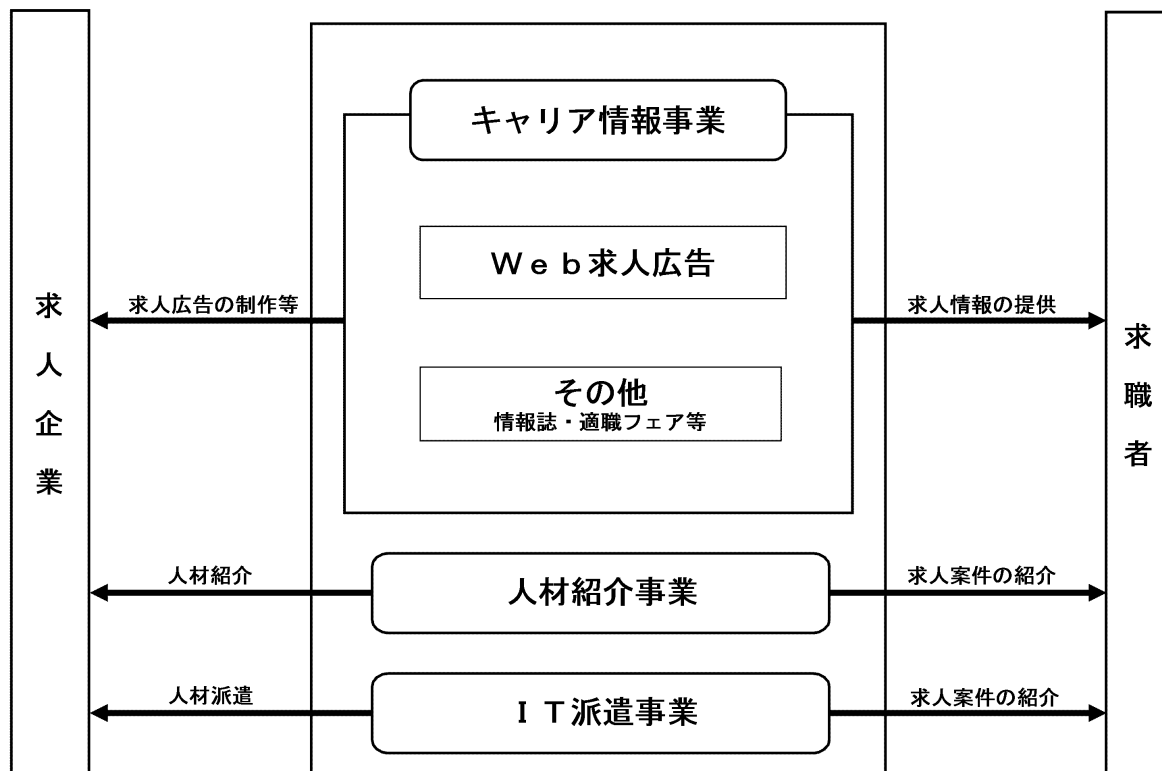 求人企業
キャリア情報事業
Ｗｅｂ求人広告
求人広告の制作等
求人情報の提供
求職者
その他
情報誌・適職フェア等
人材紹介
人材紹介事業
求人案件の紹介
人材派遣
ＩＴ派遣事業
求人案件の紹介